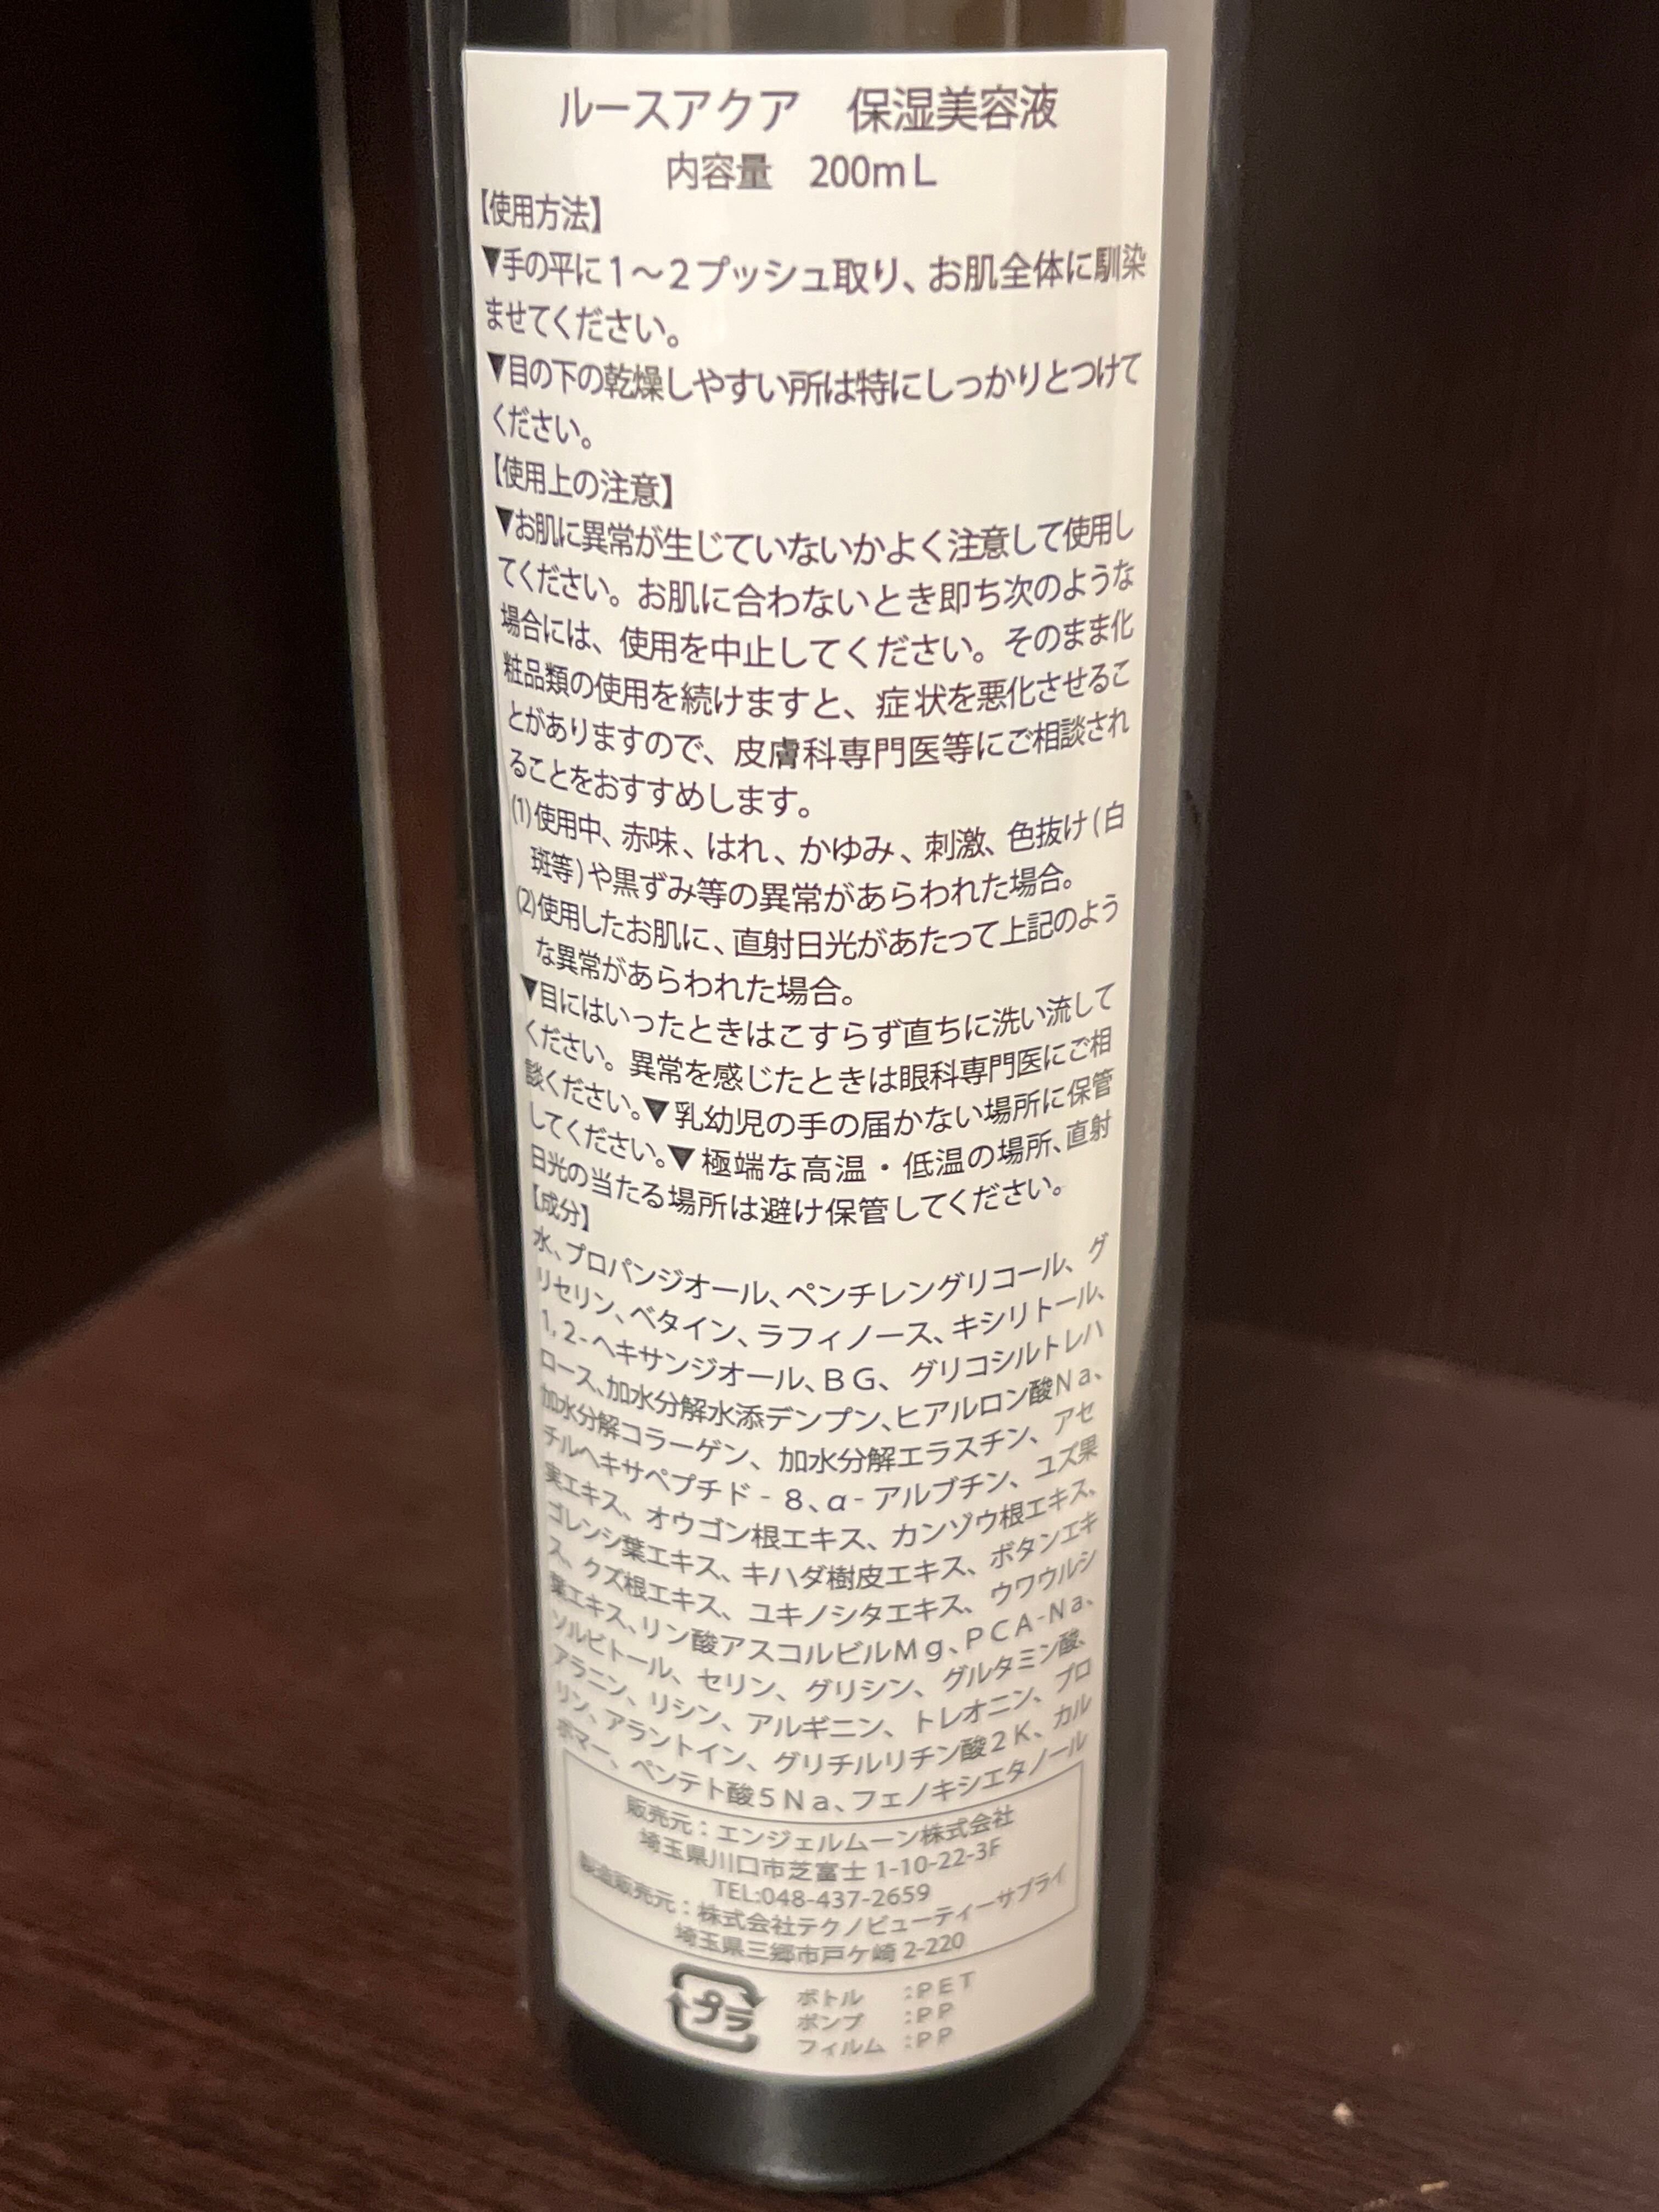 ルースアクア　保湿美容液
内容量　200mL
【使用方法】
▼手の平に1〜2プッシュ取り、お肌全体に馴染
ませてください。
▼目の下の乾燥しやすい所は特にしっかりとつけて
ください。
【使用上の注意】
▼お肌に異常が生じていないかよく注意して使用し
てください。お肌に合わないとき即ち次のような
場合には、使用を中止してください。そのまま化
粧品類の使用を続けますと、症状を悪化させるこ
とがありますので、皮膚科専門医等にご相談され
ることをおすすめします。
(1)使用中、赤味、はれ、かゆみ、刺激、色抜け(白
斑等)や黒ずみ等の異常があらわれた場合。
(2)使用したお肌に、直射日光があたって上記のよう
な異常があらわれた場合。
▼目にはいったときはこすらず直ちに洗い流して
ください。異常を感じたときは眼科専門医にご相
談ください。▼乳幼児の手の届かない場所に保管
してください。▼極端な高温・低温の場所、直射
日光の当たる場所は避け保管してください。
【成分】
水、プロパンジオール、ペンチレングリコール、グ
リセリン、ベタイン、ラフィノース、キシリトール、
1,2-ヘキサンジオール、BG、グリコシルトレハ
ロース、加水分解水添デンプン、ヒアルロン酸Na、
加水分解コラーゲン、加水分解エラスチン、アセ
チルヘキサペプチド-8、α-アルブチン、ユズ果
実エキス、オウゴン根エキス、カンゾウ根エキス、
ゴレンシ葉エキス、キハダ樹皮エキス、ボタンエキ
ス、クズ根エキス、ユキノシタエキス、ウワウルシ
葉エキス、リン酸アスコルビルMg、PCA-Na、
ソルビトール、セリン、グリシン、グルタミン酸、
アラニン、リシン、アルギニン、トレオニン、プロ
リン、アラントイン、グリチルリチン酸2K、カル
ボマー、ペンテト酸5Na、フェノキシエタノール
販売元：エンジェルムーン株式会社
埼玉県川口市芝富士1-10-22-3F
TEL:048-437-2659
製造販売元：株式会社テクノビューティーサプライ
埼玉県三郷市戸ケ崎2-220
プラ
ボトル　:PET
ポンプ　:PP
フィルム　:PP